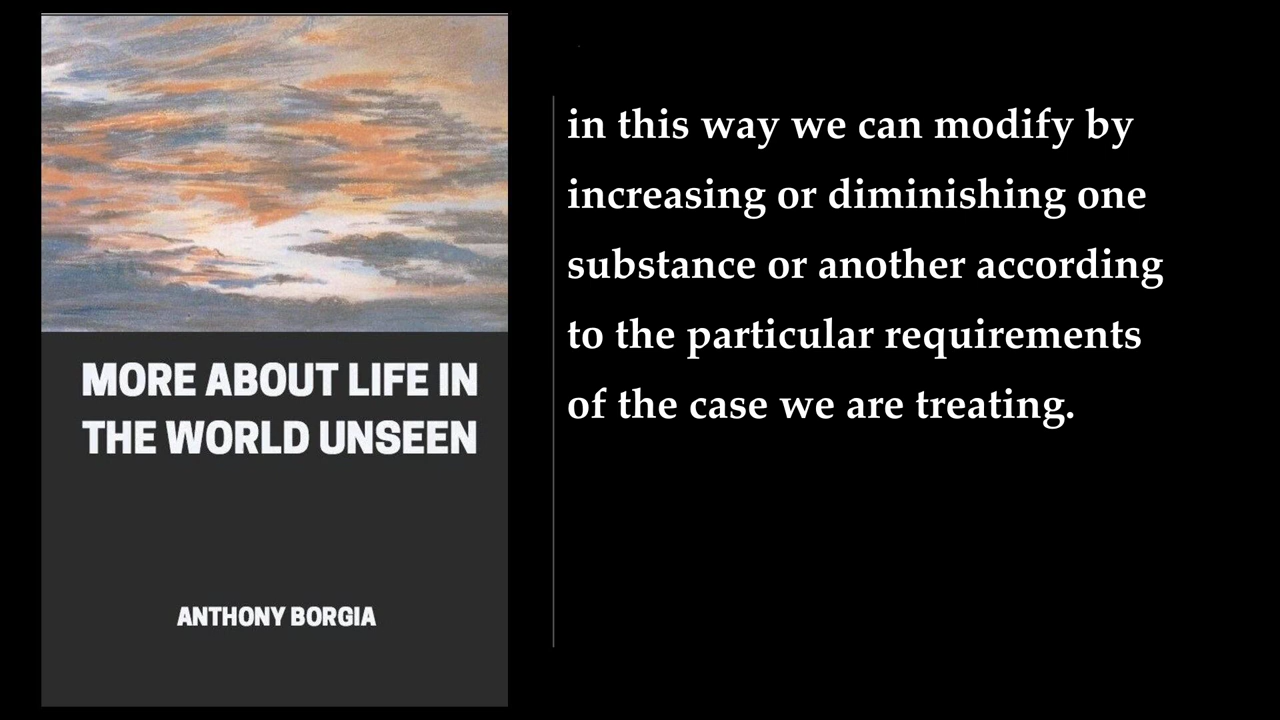 MORE ABOUT LIFE IN
THE WORLD UNSEEN
ANTHONY BORGIA
in this way we can modify by
increasing or diminishing one
substance or another according
to the particular requirements
of the case we are treating.